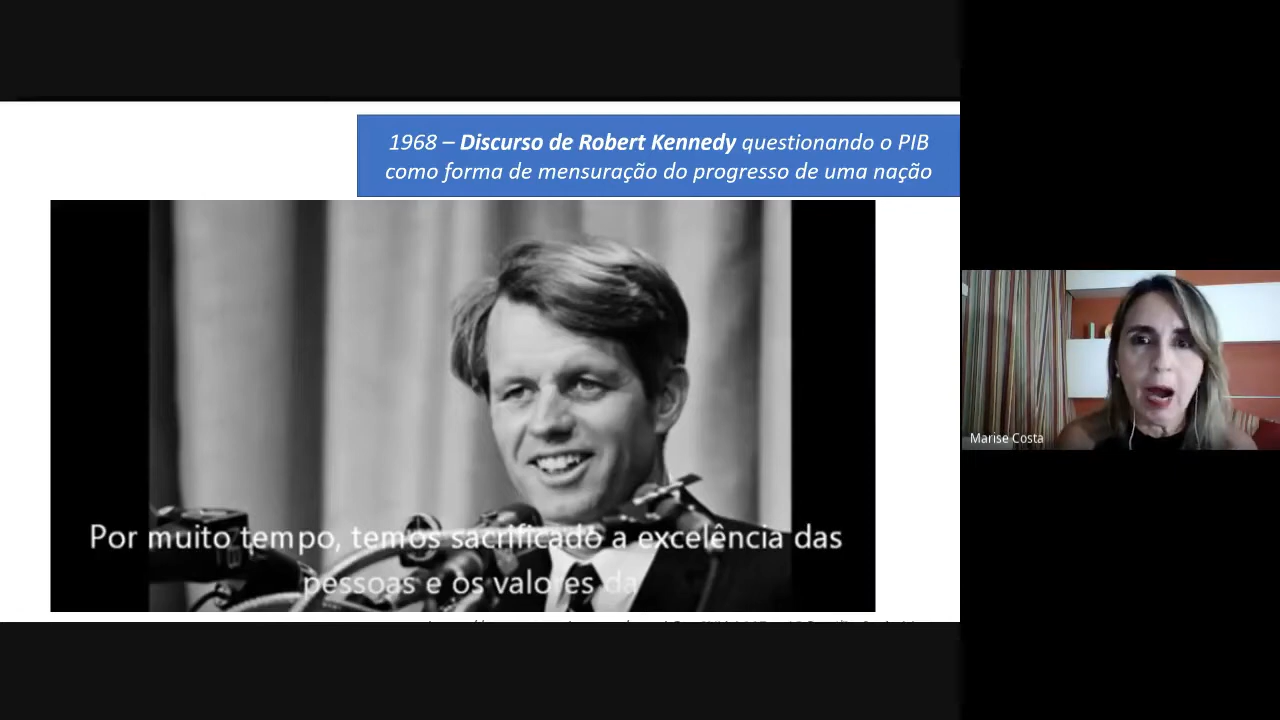 1968 – Discurso de Robert Kennedy questionando o PIB
como forma de mensuração do progresso de uma nação
Por muito tempo, temos sacrificado a excelência das
pessoas e os valores da
Marise Costa